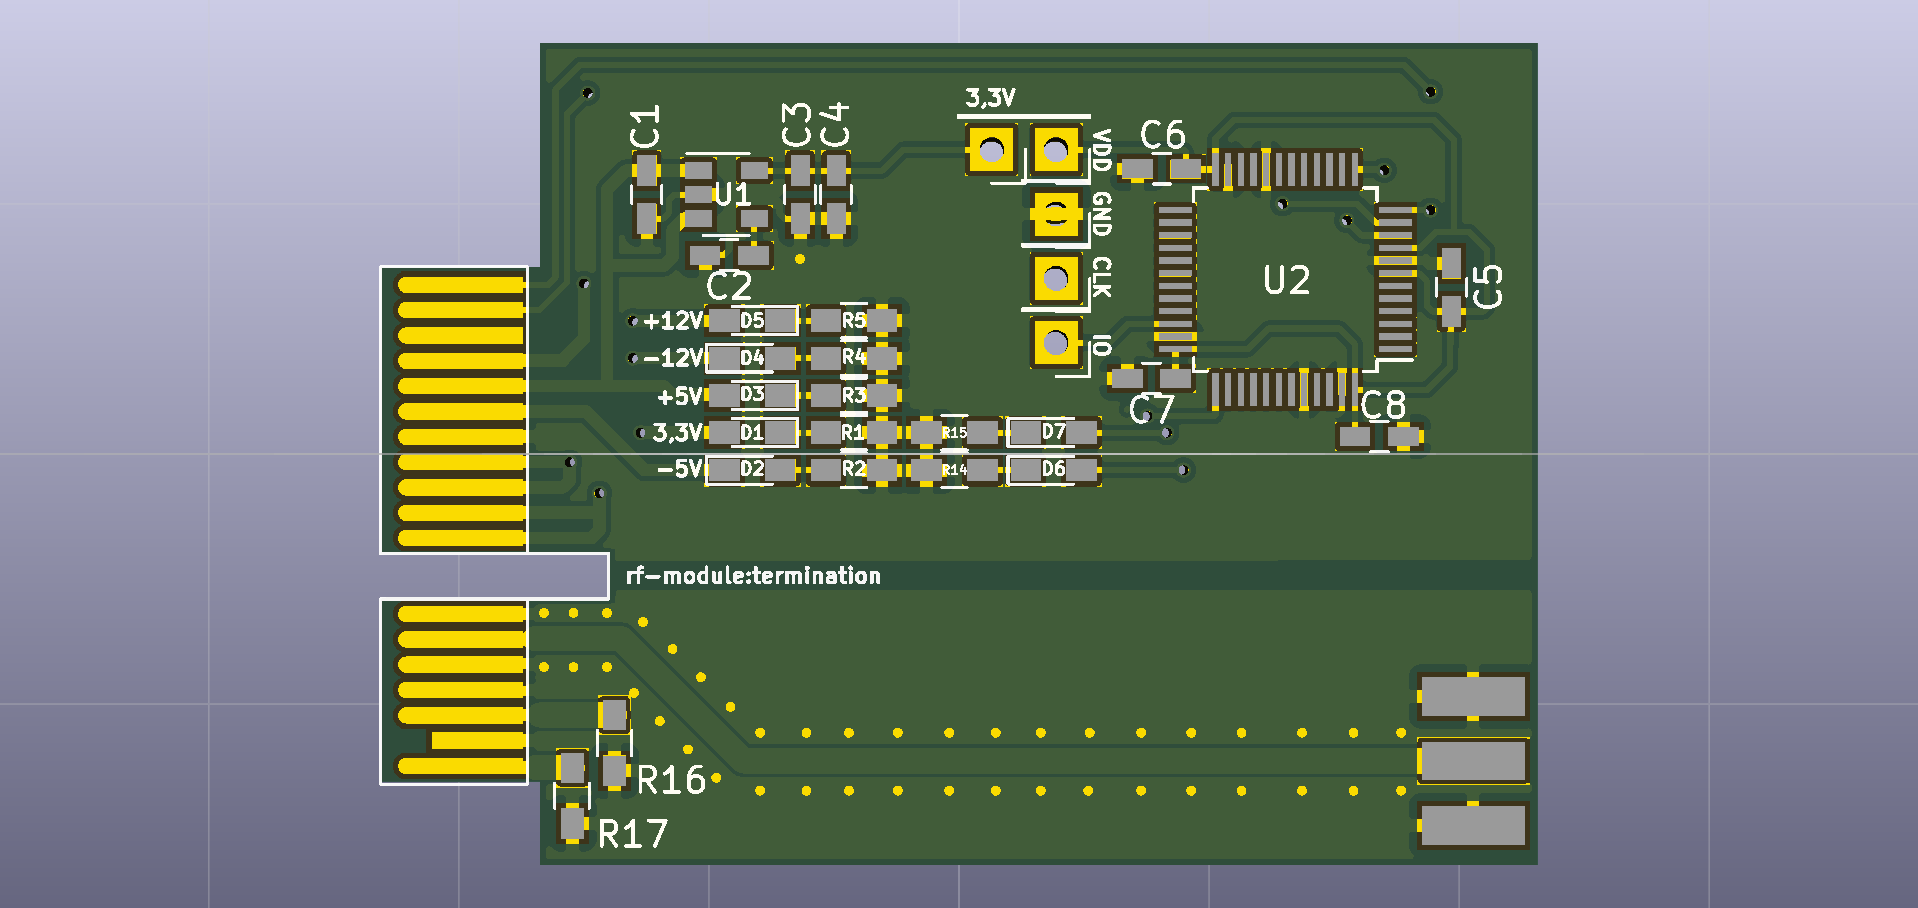 3,3V
C1
C3
C4
VDD
C6
U1
GND
C2
CLK
U2
C5
+12V D5 R5
IO
-12V D4 R4
+5V D3 R3
C7
C8
3,3V D1 R1 R15 D7
-5V D2 R2 R14 D6
rf-module:termination
R16
R17